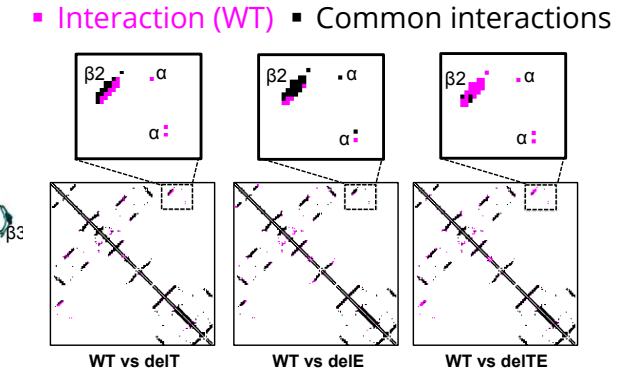 Interaction (WT) Common interactions
β2 α
α
β2 α
α
β2 α
α
β3
WT vs delT WT vs delE WT vs delTE